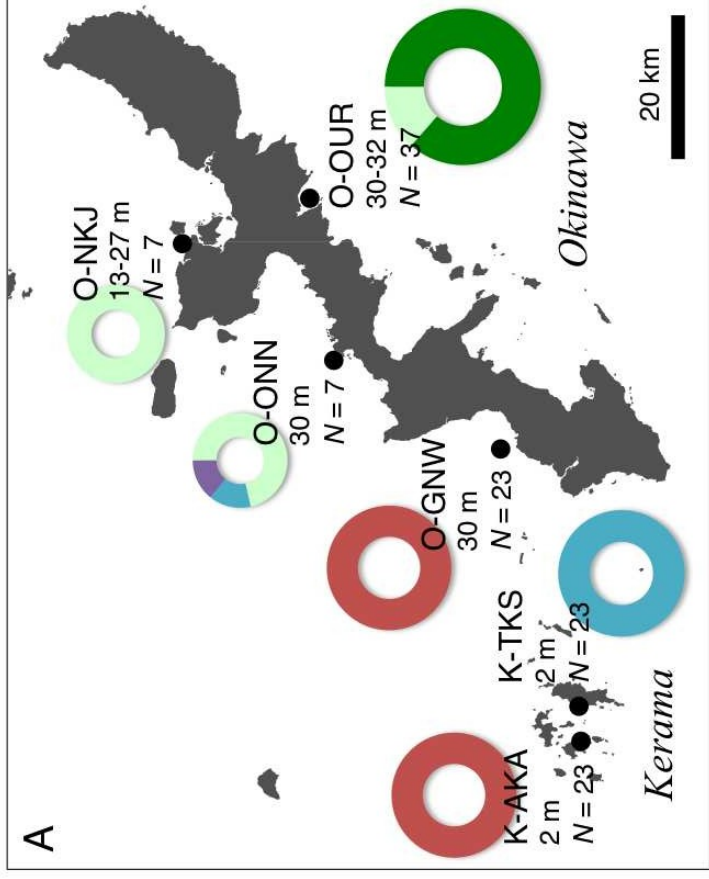 A
O-NKJ
13-27 m
N = 7
O-ONN
30 m
N = 7
O-OUR
30-32 m
N = 37
O-GNW
30 m
N = 23
K-TKS
2 m
N = 23
K-AKA
2 m
N = 23
Kerama
Okinawa
20 km